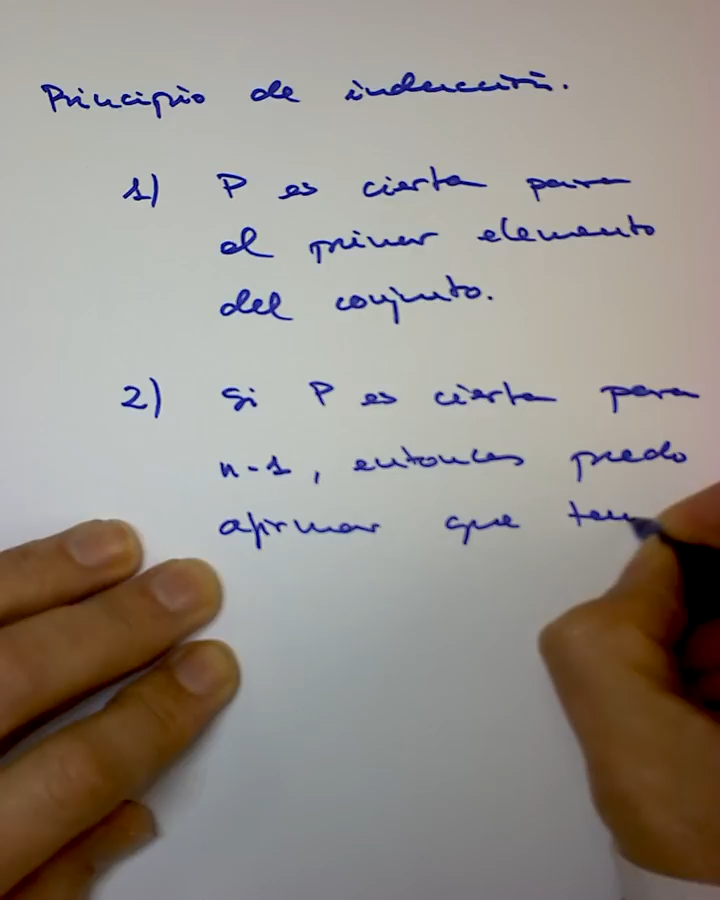 Principio de inducción.
1) P es cierta para
el primer elemento
del conjunto.
2) Si P es cierta para
n-1, entonces puedo
afirmar que